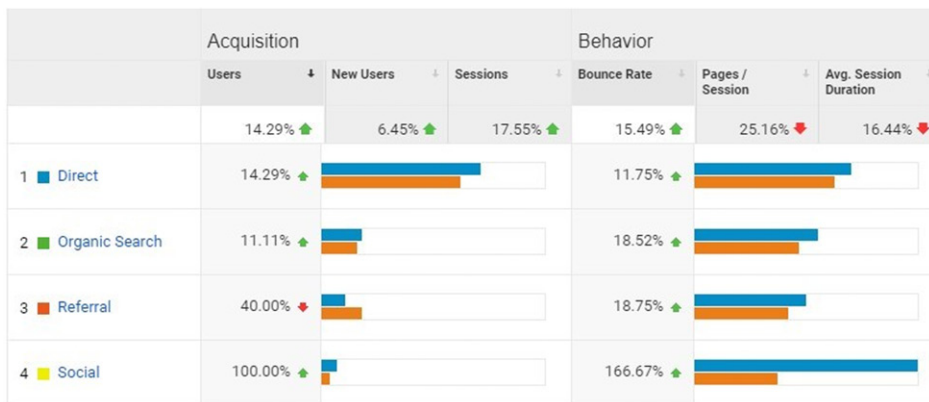 Acquisition Behavior
Users New Users Sessions Bounce Rate Pages / Session Avg. Session Duration
14.29% 6.45% 17.55% 15.49% 25.16% 16.44%
1 Direct 14.29% 11.75%
2 Organic Search 11.11% 18.52%
3 Referral 40.00% 18.75%
4 Social 100.00% 166.67%